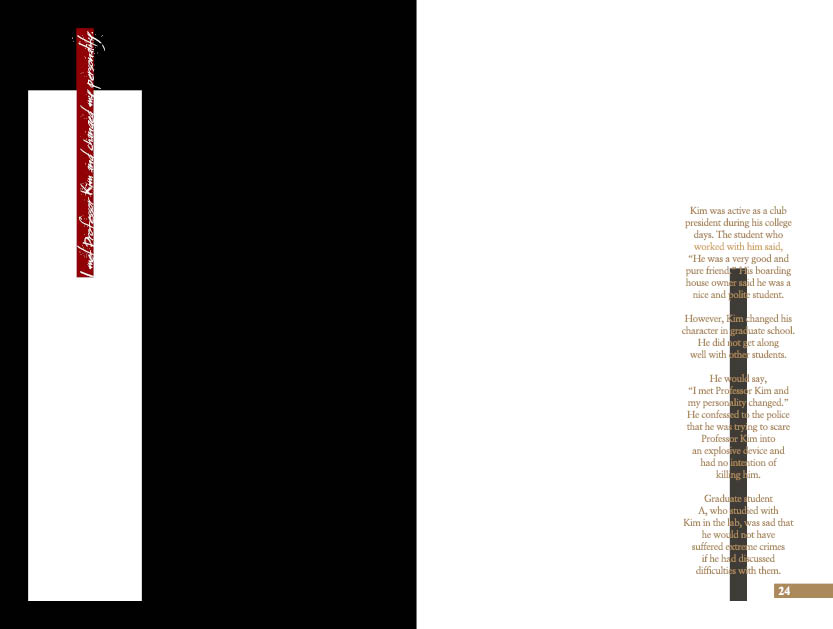 I met Professor Kim and changed my personality.
Kim was active as a club
president during his college
days. The student who
worked with him said,
“He was a very good and
pure friend.” His boarding
house owner said he was a
nice and polite student.
However, Kim changed his
character in graduate school.
He did not get along
well with other students.
He would say,
“I met Professor Kim and
my personality changed.”
He confessed to the police
that he was trying to scare
Professor Kim into
an explosive device and
had no intention of
killing him.
Graduate student
A, who studied with
Kim in the lab, was sad that
he would not have
suffered extreme crimes
if he had discussed
difficulties with them.
24